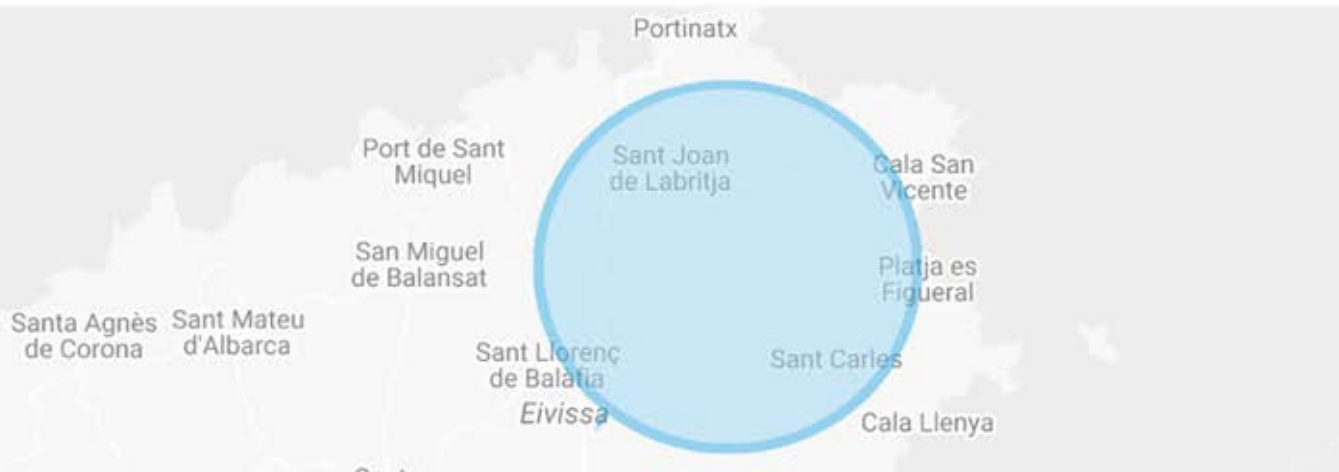 Portinatx
Port de Sant
Miquel
Sant Joan
de Labritja
Cala San
Vicente
San Miguel
de Balansat
Platja es
Figueral
Santa Agnès
de Corona
Sant Mateu
d'Albarca
Sant Llorenç
de Balàfia
Sant Carles
Eivissa
Cala Llenya